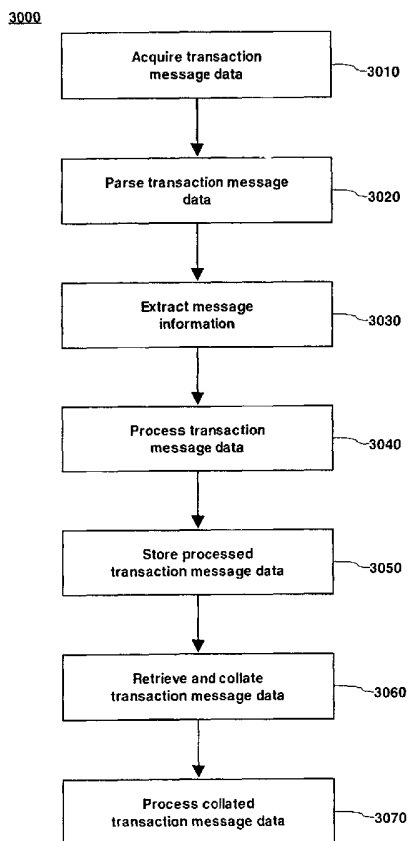 3000
Acquire transaction
message data
3010
Parse transaction message
data
3020
Extract message
information
3030
Process transaction
message data
3040
Store processed
transaction message data
3050
Retrieve and collate
transaction message data
3060
Process collated
transaction message data
3070